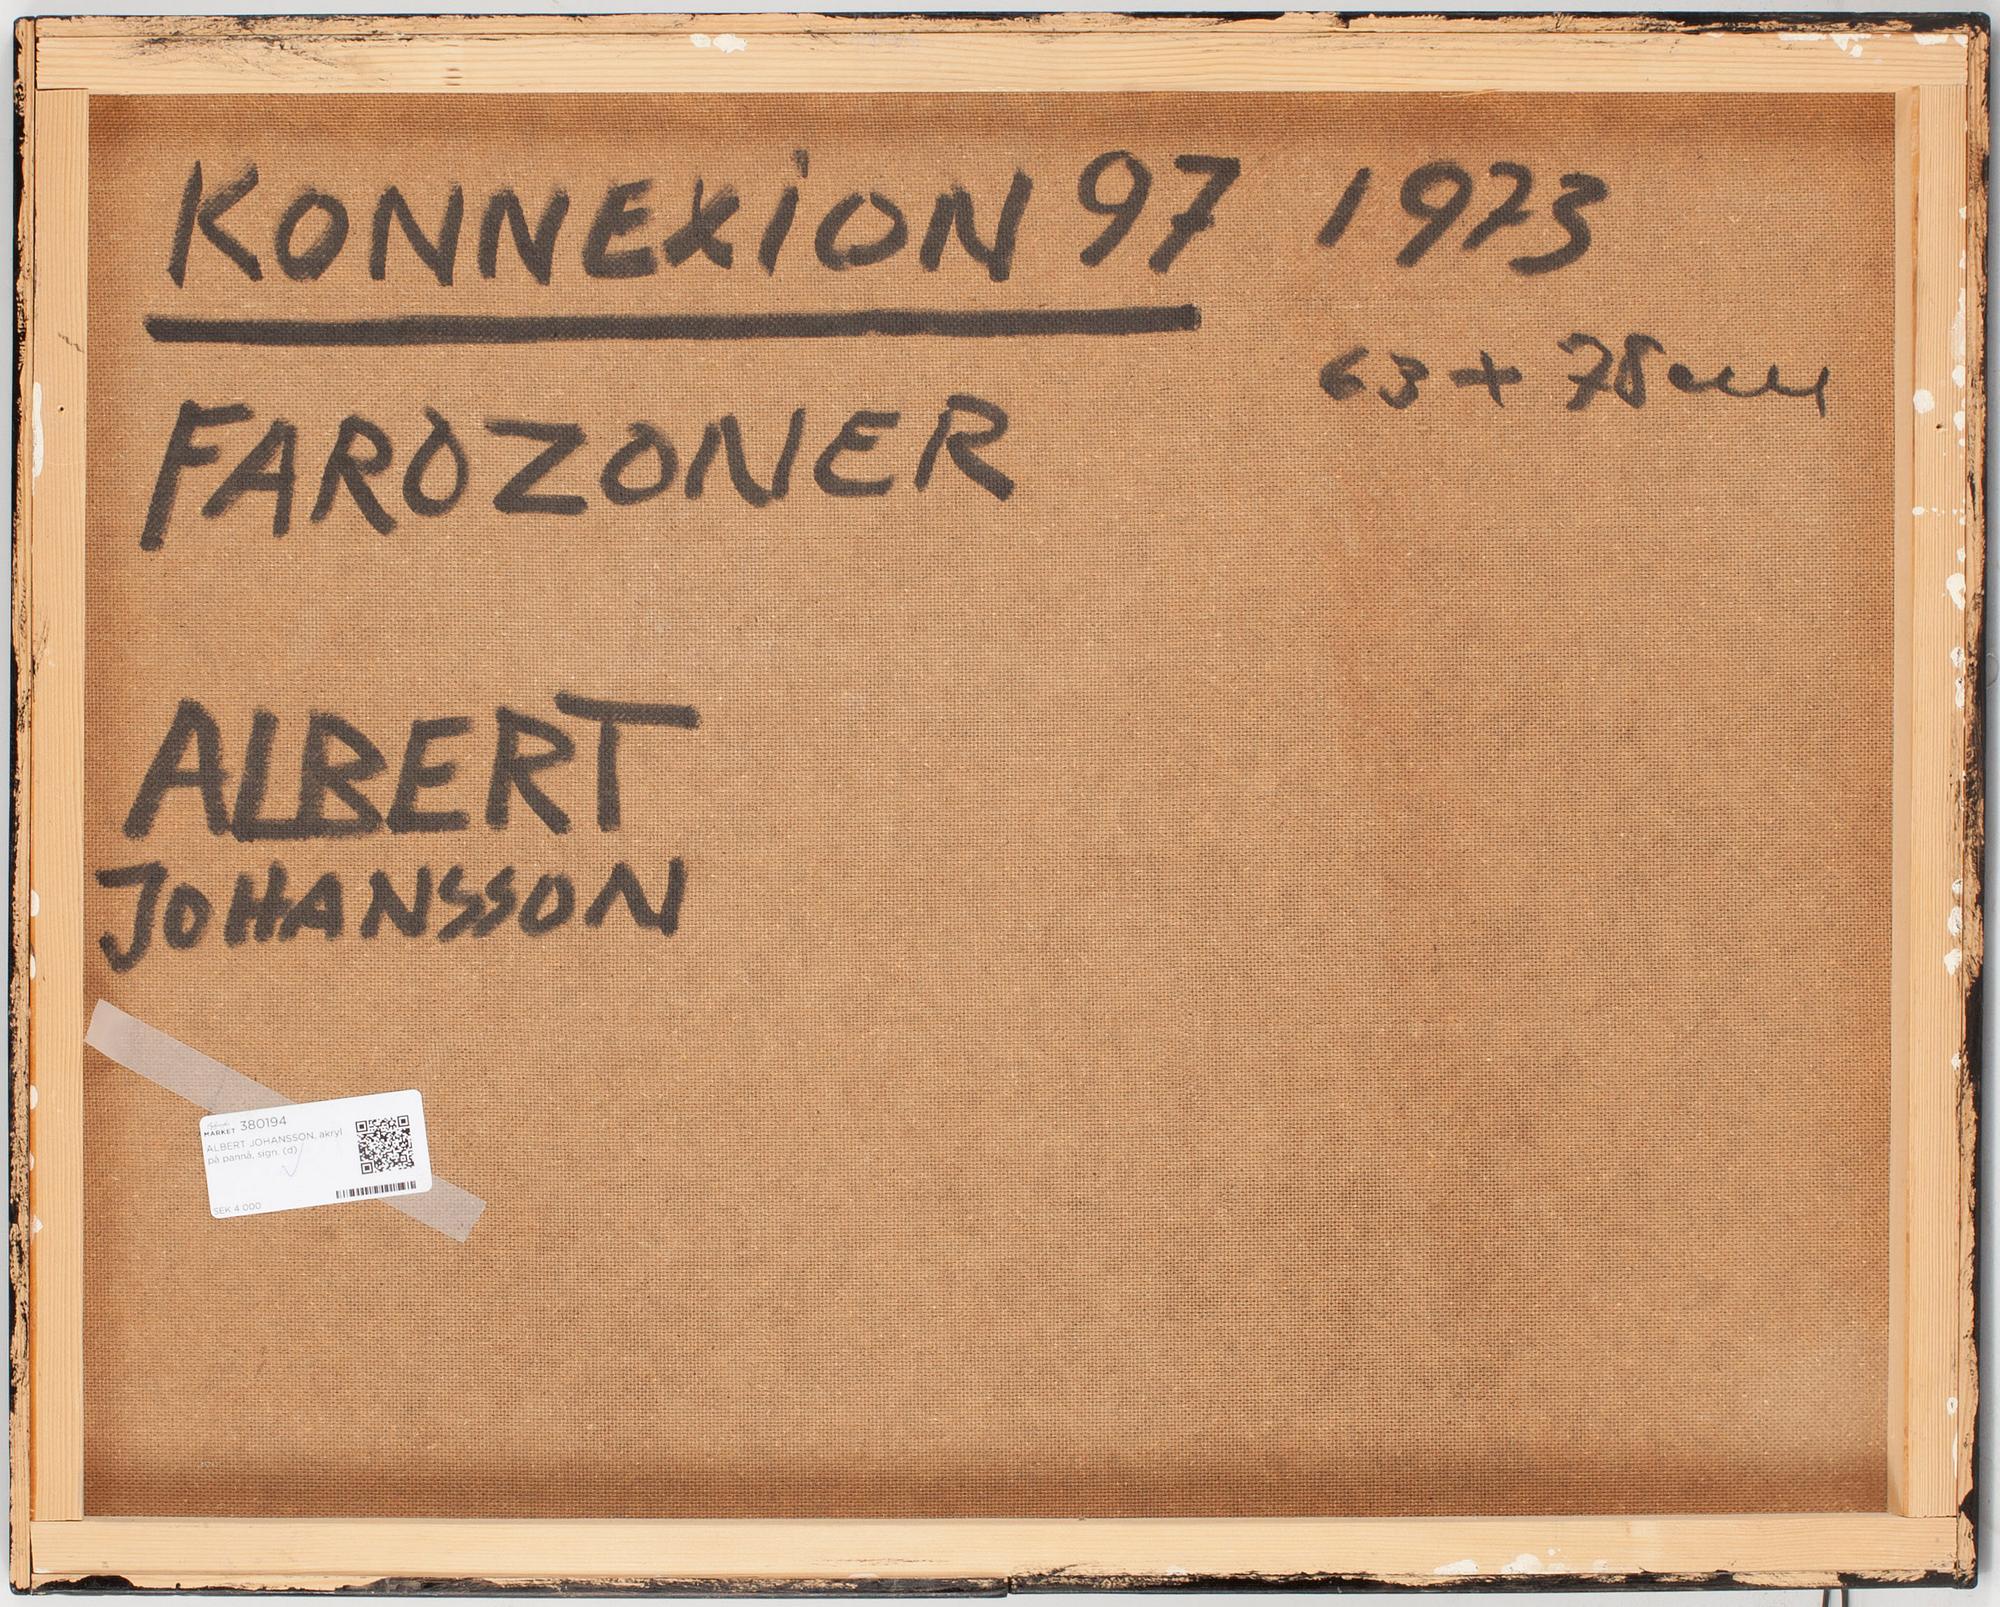 KONNEXiON 97 1973
63 + 78 cm
FAROZONER
ALBERT
JOHANSSON
MARKET 380194
ALBERT JOHANSSON, akryl
på pannå, sign. (d)
SEK 4 000